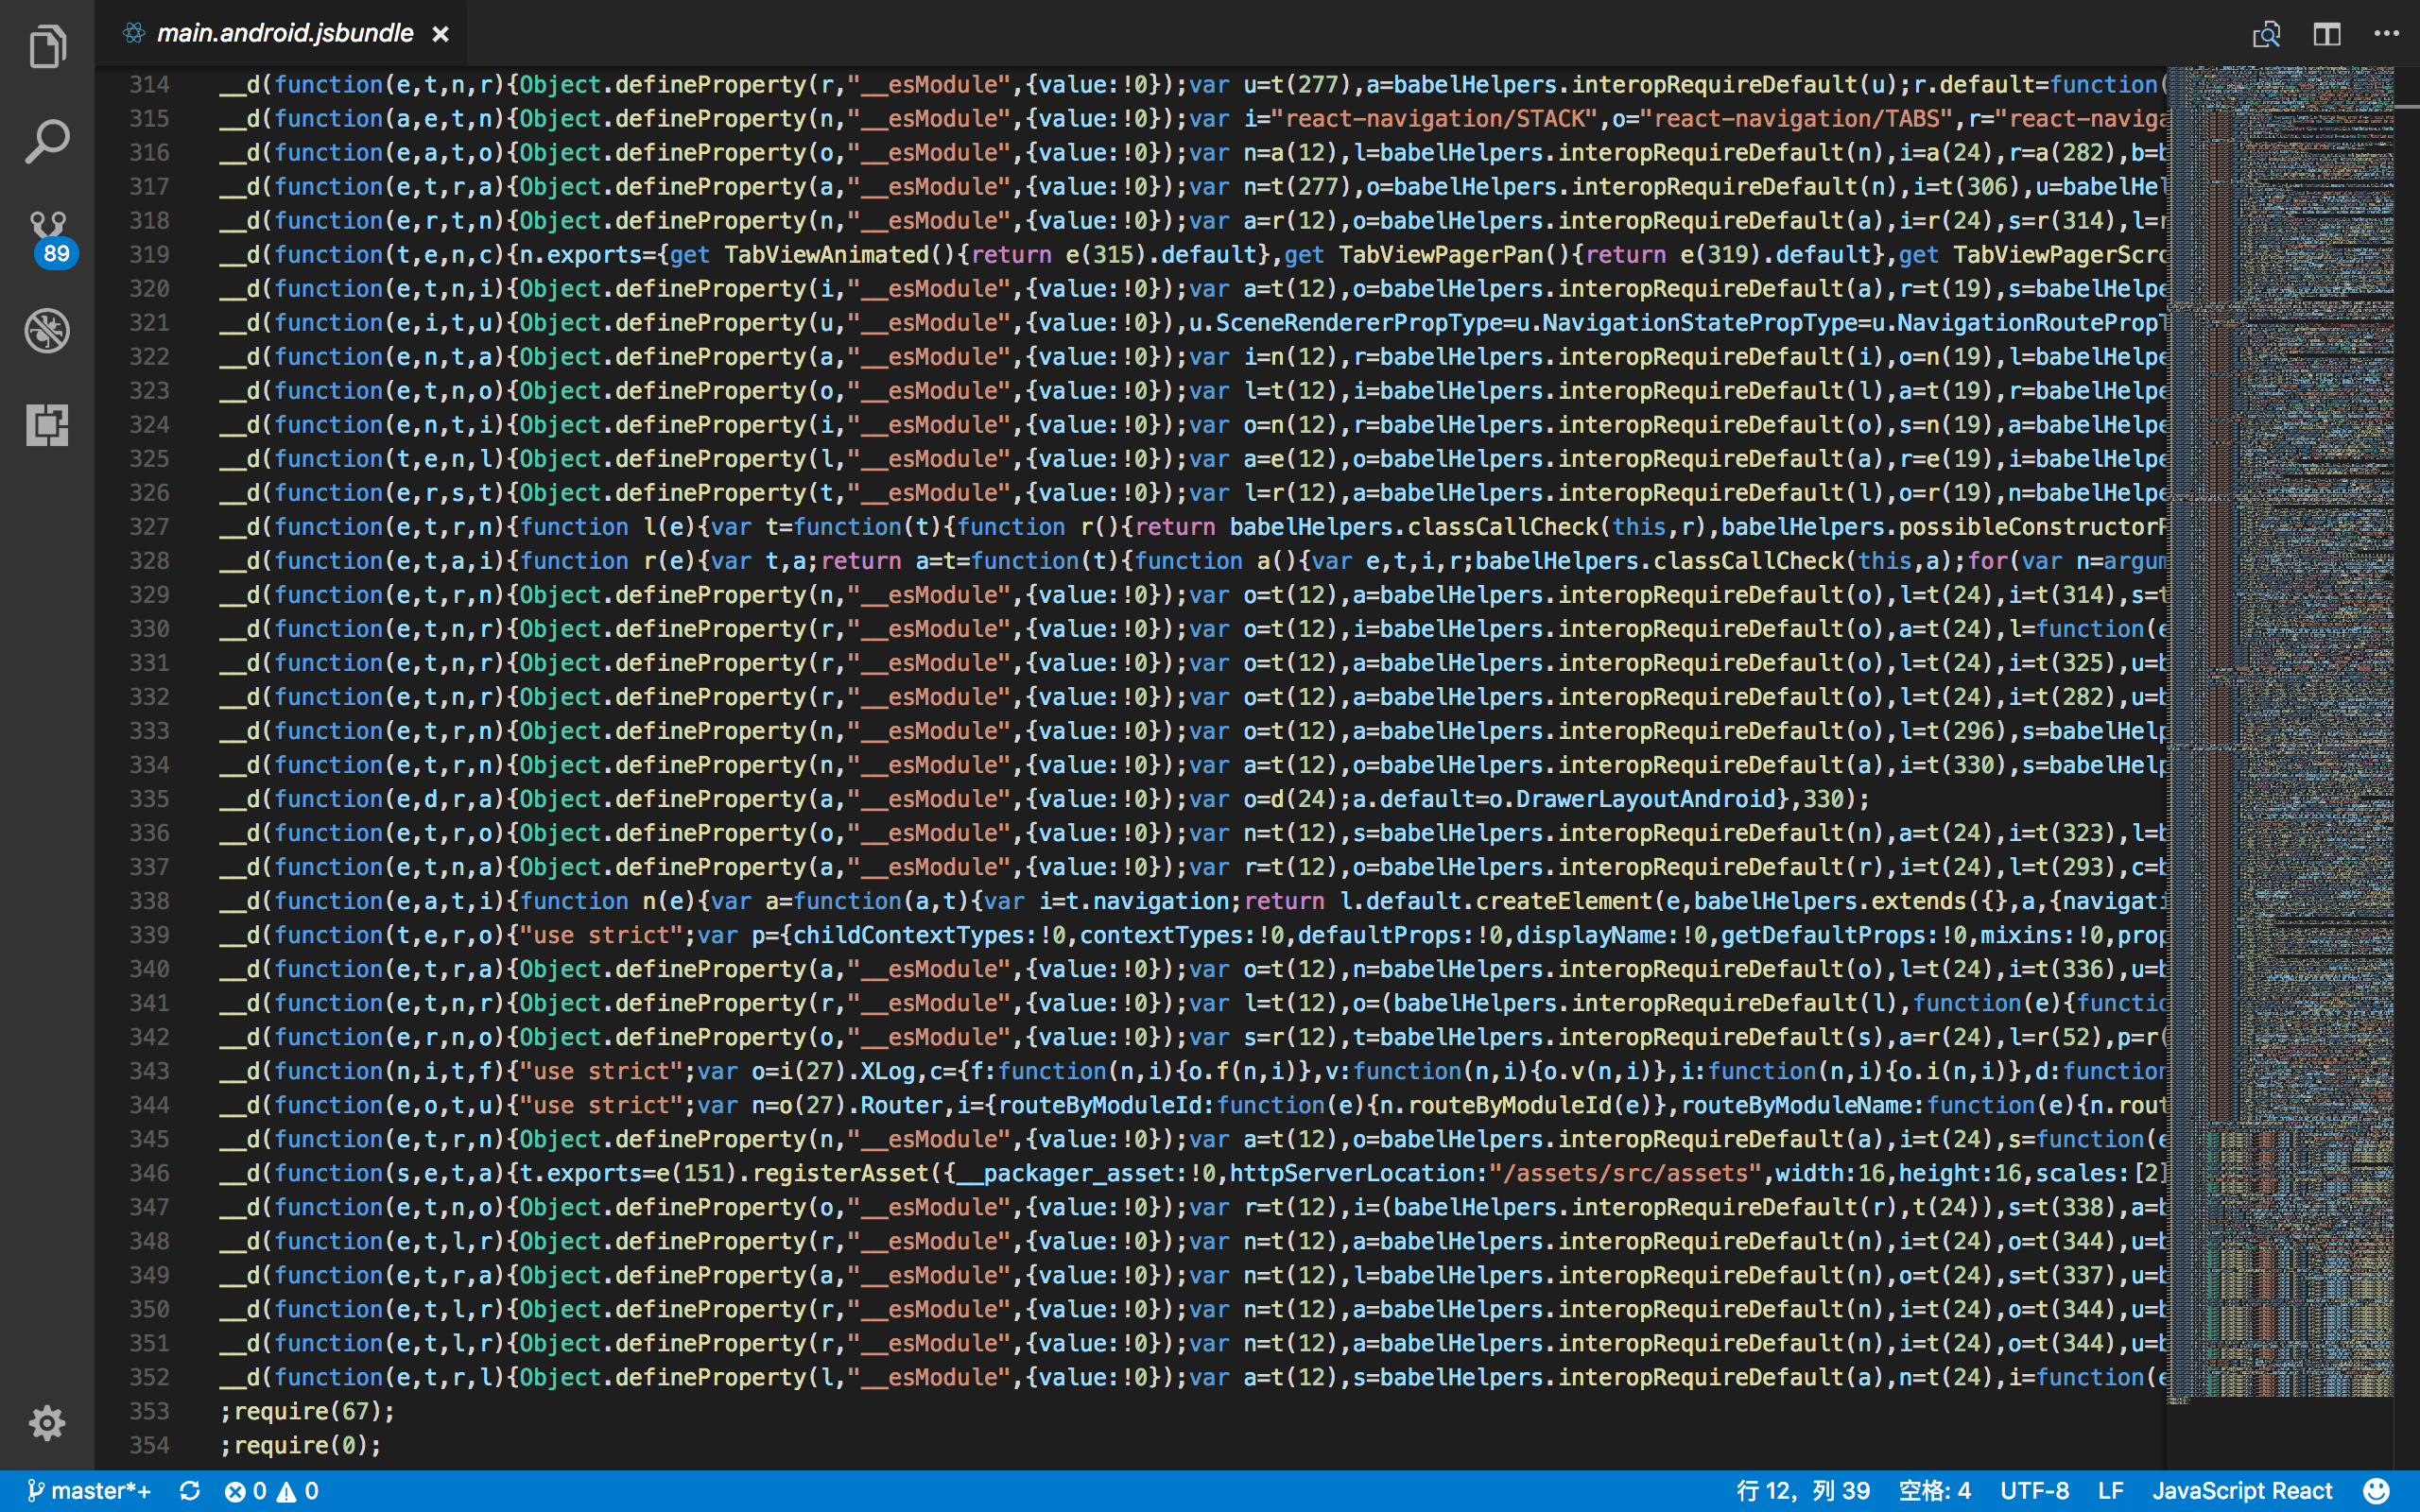 main.android.jsbundle
314 __d(function(e,t,n,r){Object.defineProperty(r,"__esModule",{value:!0});var u=t(277),a=babelHelpers.interopRequireDefault(u);r.default=function(
315 __d(function(a,e,t,n){Object.defineProperty(n,"__esModule",{value:!0});var i="react-navigation/STACK",o="react-navigation/TABS",r="react-naviga
316 __d(function(e,a,t,o){Object.defineProperty(o,"__esModule",{value:!0});var n=a(12),l=babelHelpers.interopRequireDefault(n),i=a(24),r=a(282),b=b
317 __d(function(e,t,r,a){Object.defineProperty(a,"__esModule",{value:!0});var n=t(277),o=babelHelpers.interopRequireDefault(n),i=t(306),u=babelHel
318 __d(function(e,r,t,n){Object.defineProperty(n,"__esModule",{value:!0});var a=r(12),o=babelHelpers.interopRequireDefault(a),i=r(24),s=r(314),l=r
319 __d(function(t,e,n,c){n.exports={get TabViewAnimated(){return e(315).default},get TabViewPagerPan(){return e(319).default},get TabViewPagerScro
320 __d(function(e,t,n,i){Object.defineProperty(i,"__esModule",{value:!0});var a=t(12),o=babelHelpers.interopRequireDefault(a),r=t(19),s=babelHelpe
321 __d(function(e,i,t,u){Object.defineProperty(u,"__esModule",{value:!0}),u.SceneRendererPropType=u.NavigationStatePropType=u.NavigationRoutePropT
322 __d(function(e,n,t,a){Object.defineProperty(a,"__esModule",{value:!0});var i=n(12),r=babelHelpers.interopRequireDefault(i),o=n(19),l=babelHelpe
323 __d(function(e,t,n,o){Object.defineProperty(o,"__esModule",{value:!0});var l=t(12),i=babelHelpers.interopRequireDefault(l),a=t(19),r=babelHelpe
324 __d(function(e,n,t,i){Object.defineProperty(i,"__esModule",{value:!0});var o=n(12),r=babelHelpers.interopRequireDefault(o),s=n(19),a=babelHelpe
325 __d(function(t,e,n,l){Object.defineProperty(l,"__esModule",{value:!0});var a=e(12),o=babelHelpers.interopRequireDefault(a),r=e(19),i=babelHelpe
326 __d(function(e,r,s,t){Object.defineProperty(t,"__esModule",{value:!0});var l=r(12),a=babelHelpers.interopRequireDefault(l),o=r(19),n=babelHelpe
327 __d(function(e,t,r,n){function l(e){var t=function(t){function r(){return babelHelpers.classCallCheck(this,r),babelHelpers.possibleConstructorR
328 __d(function(e,t,a,i){function r(e){var t,a;return a=t=function(t){function a(){var e,t,i,r;babelHelpers.classCallCheck(this,a);for(var n=argum
329 __d(function(e,t,r,n){Object.defineProperty(n,"__esModule",{value:!0});var o=t(12),a=babelHelpers.interopRequireDefault(o),l=t(24),i=t(314),s=t
330 __d(function(e,t,n,r){Object.defineProperty(r,"__esModule",{value:!0});var o=t(12),i=babelHelpers.interopRequireDefault(o),a=t(24),l=function(e
331 __d(function(e,t,n,r){Object.defineProperty(r,"__esModule",{value:!0});var o=t(12),a=babelHelpers.interopRequireDefault(o),l=t(24),i=t(325),u=b
332 __d(function(e,t,n,r){Object.defineProperty(r,"__esModule",{value:!0});var o=t(12),a=babelHelpers.interopRequireDefault(o),l=t(24),i=t(282),u=b
333 __d(function(e,t,r,n){Object.defineProperty(n,"__esModule",{value:!0});var o=t(12),a=babelHelpers.interopRequireDefault(o),l=t(296),s=babelHelp
334 __d(function(e,t,r,n){Object.defineProperty(n,"__esModule",{value:!0});var a=t(12),o=babelHelpers.interopRequireDefault(a),i=t(330),s=babelHelp
335 __d(function(e,d,r,a){Object.defineProperty(a,"__esModule",{value:!0});var o=d(24);a.default=o.DrawerLayoutAndroid},330);
336 __d(function(e,t,r,o){Object.defineProperty(o,"__esModule",{value:!0});var n=t(12),s=babelHelpers.interopRequireDefault(n),a=t(24),i=t(323),l=b
337 __d(function(e,t,n,a){Object.defineProperty(a,"__esModule",{value:!0});var r=t(12),o=babelHelpers.interopRequireDefault(r),i=t(24),l=t(293),c=b
338 __d(function(e,a,t,i){function n(e){var a=function(a,t){var i=t.navigation;return l.default.createElement(e,babelHelpers.extends({},a,{navigati
339 __d(function(t,e,r,o){"use strict";var p={childContextTypes:!0,contextTypes:!0,defaultProps:!0,displayName:!0,getDefaultProps:!0,mixins:!0,prop
340 __d(function(e,t,r,a){Object.defineProperty(a,"__esModule",{value:!0});var o=t(12),n=babelHelpers.interopRequireDefault(o),l=t(24),i=t(336),u=b
341 __d(function(e,t,n,r){Object.defineProperty(r,"__esModule",{value:!0});var l=t(12),o=(babelHelpers.interopRequireDefault(l),function(e){functio
342 __d(function(e,r,n,o){Object.defineProperty(o,"__esModule",{value:!0});var s=r(12),t=babelHelpers.interopRequireDefault(s),a=r(24),l=r(52),p=r(
343 __d(function(n,i,t,f){"use strict";var o=i(27).XLog,c={f:function(n,i){o.f(n,i)},v:function(n,i){o.v(n,i)},i:function(n,i){o.i(n,i)},d:function
344 __d(function(e,o,t,u){"use strict";var n=o(27).Router,i={routeByModuleId:function(e){n.routeByModuleId(e)},routeByModuleName:function(e){n.rout
345 __d(function(e,t,r,n){Object.defineProperty(n,"__esModule",{value:!0});var a=t(12),o=babelHelpers.interopRequireDefault(a),i=t(24),s=function(e
346 __d(function(s,e,t,a){t.exports=e(151).registerAsset({__packager_asset:!0,httpServerLocation:"/assets/src/assets",width:16,height:16,scales:[2]
347 __d(function(e,t,n,o){Object.defineProperty(o,"__esModule",{value:!0});var r=t(12),i=(babelHelpers.interopRequireDefault(r),t(24)),s=t(338),a=b
348 __d(function(e,t,l,r){Object.defineProperty(r,"__esModule",{value:!0});var n=t(12),a=babelHelpers.interopRequireDefault(n),i=t(24),o=t(344),u=b
349 __d(function(e,t,r,a){Object.defineProperty(a,"__esModule",{value:!0});var n=t(12),l=babelHelpers.interopRequireDefault(n),o=t(24),s=t(337),u=b
350 __d(function(e,t,l,r){Object.defineProperty(r,"__esModule",{value:!0});var n=t(12),a=babelHelpers.interopRequireDefault(n),i=t(24),o=t(344),u=b
351 __d(function(e,t,l,r){Object.defineProperty(r,"__esModule",{value:!0});var n=t(12),a=babelHelpers.interopRequireDefault(n),i=t(24),o=t(344),u=b
352 __d(function(e,t,r,l){Object.defineProperty(l,"__esModule",{value:!0});var a=t(12),s=babelHelpers.interopRequireDefault(a),n=t(24),i=function(e
353 ;require(67);
354 ;require(0);
89
master*+ 0 0 行 12，列 39 空格: 4 UTF-8 LF JavaScript React